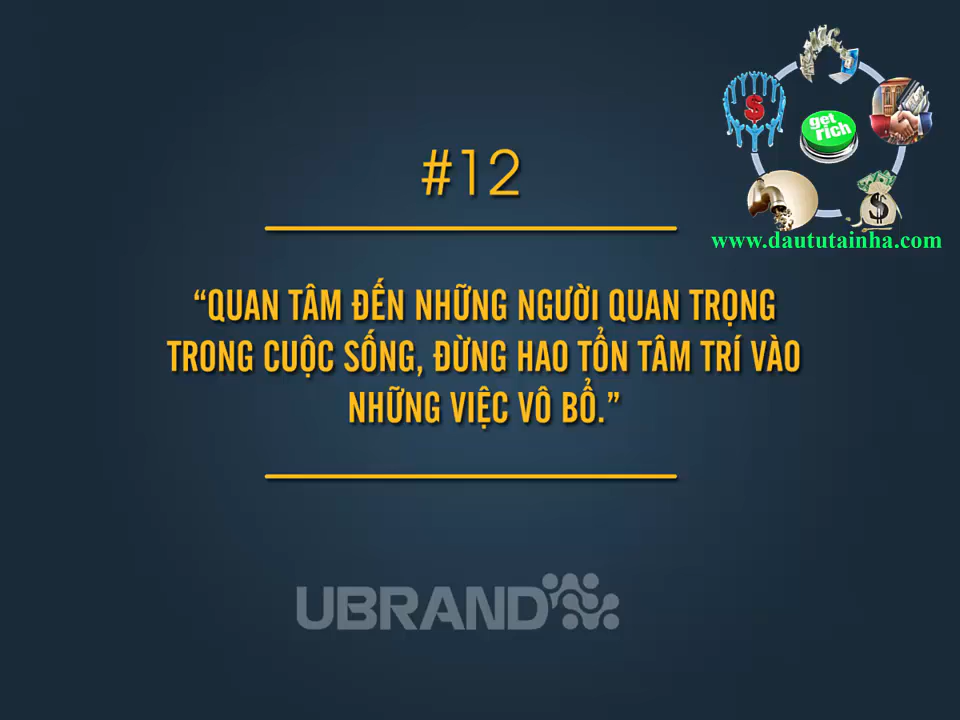 #12
get
rich
$
$
www.daututainha.com
“QUAN TÂM ĐẾN NHỮNG NGƯỜI QUAN TRỌNG
TRONG CUỘC SỐNG, ĐỪNG HAO TỔN TÂM TRÍ VÀO
NHỮNG VIỆC VÔ BỔ.”
UBRAND